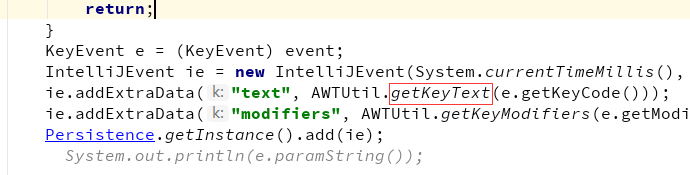 return;
}
KeyEvent e = (KeyEvent) event;
IntelliJEvent ie = new IntelliJEvent(System.currentTimeMillis(),
ie.addExtraData( k: "text", AWTUtil.getKeyText(e.getKeyCode()));
ie.addExtraData( k: "modifiers", AWTUtil.getKeyModifiers(e.getModi
Persistence.getInstance().add(ie);
System.out.println(e.paramString());